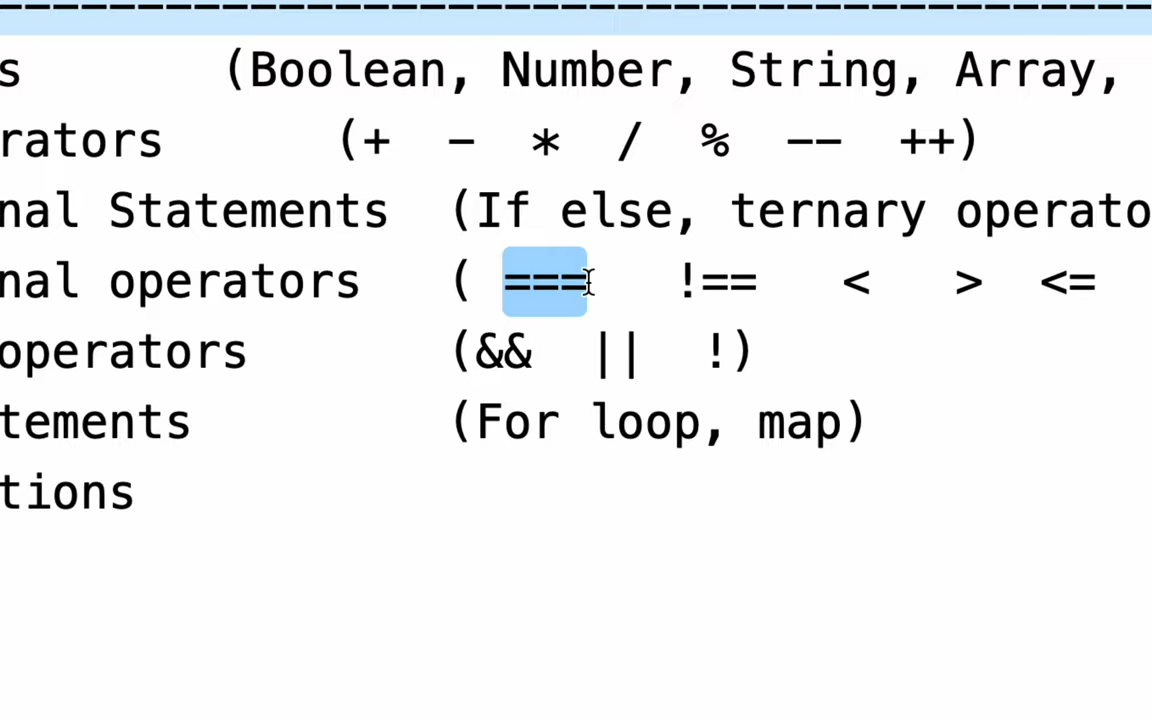 s (Boolean, Number, String, Array,
rators (+ - * / % -- ++)
nal Statements (If else, ternary operato
nal operators ( === !== < > <=
operators (&& || !)
tements (For loop, map)
tions